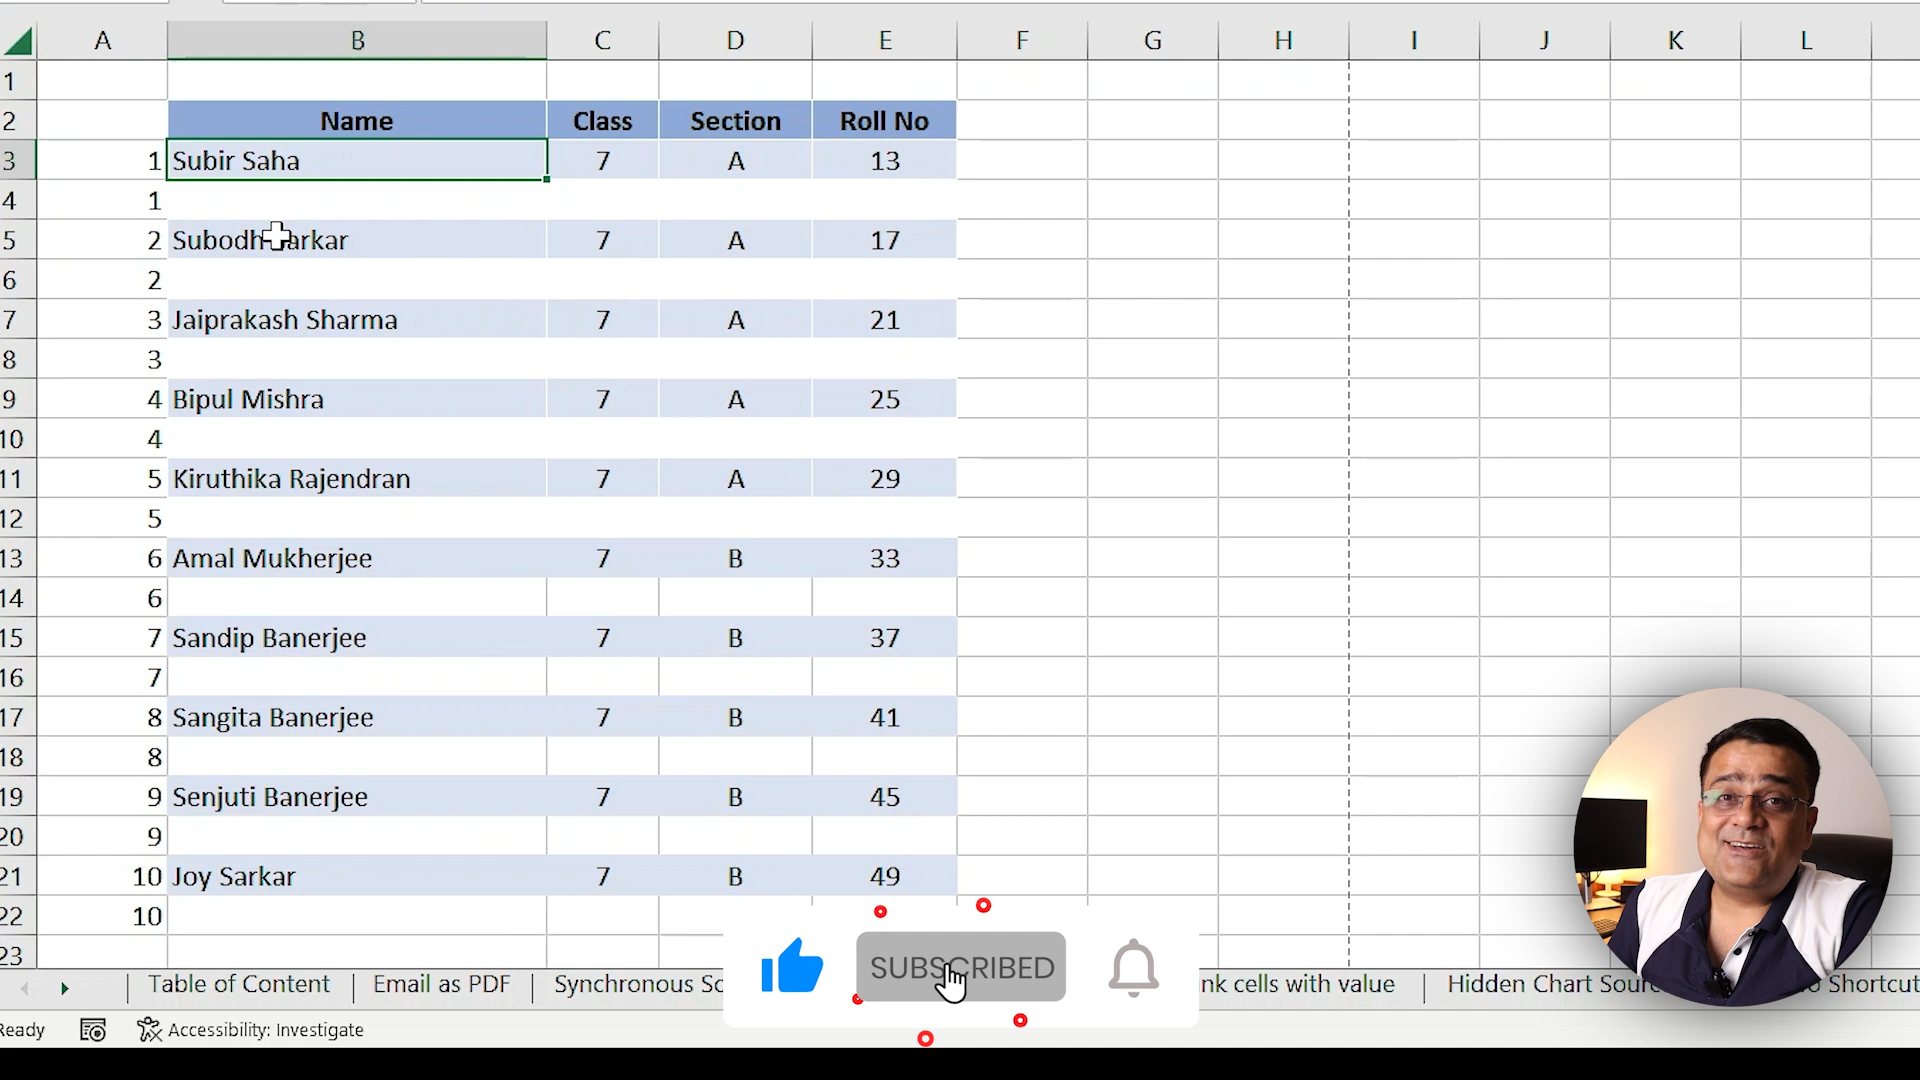 A B C D E F G H I J K L
1
2 Name Class Section Roll No
3 1 Subir Saha 7 A 13
4 1
5 2 Subodh arkar 7 A 17
6 2
7 3 Jaiprakash Sharma 7 A 21
8 3
9 4 Bipul Mishra 7 A 25
10 4
11 5 Kiruthika Rajendran 7 A 29
12 5
13 6 Amal Mukherjee 7 B 33
14 6
15 7 Sandip Banerjee 7 B 37
16 7
17 8 Sangita Banerjee 7 B 41
18 8
19 9 Senjuti Banerjee 7 B 45
20 9
21 10 Joy Sarkar 7 B 49
22 10
23
Table of Content Email as PDF Synchronous Sc SUBSCRIBED nk cells with value Hidden Chart Sour Shortcut
Ready Accessibility: Investigate